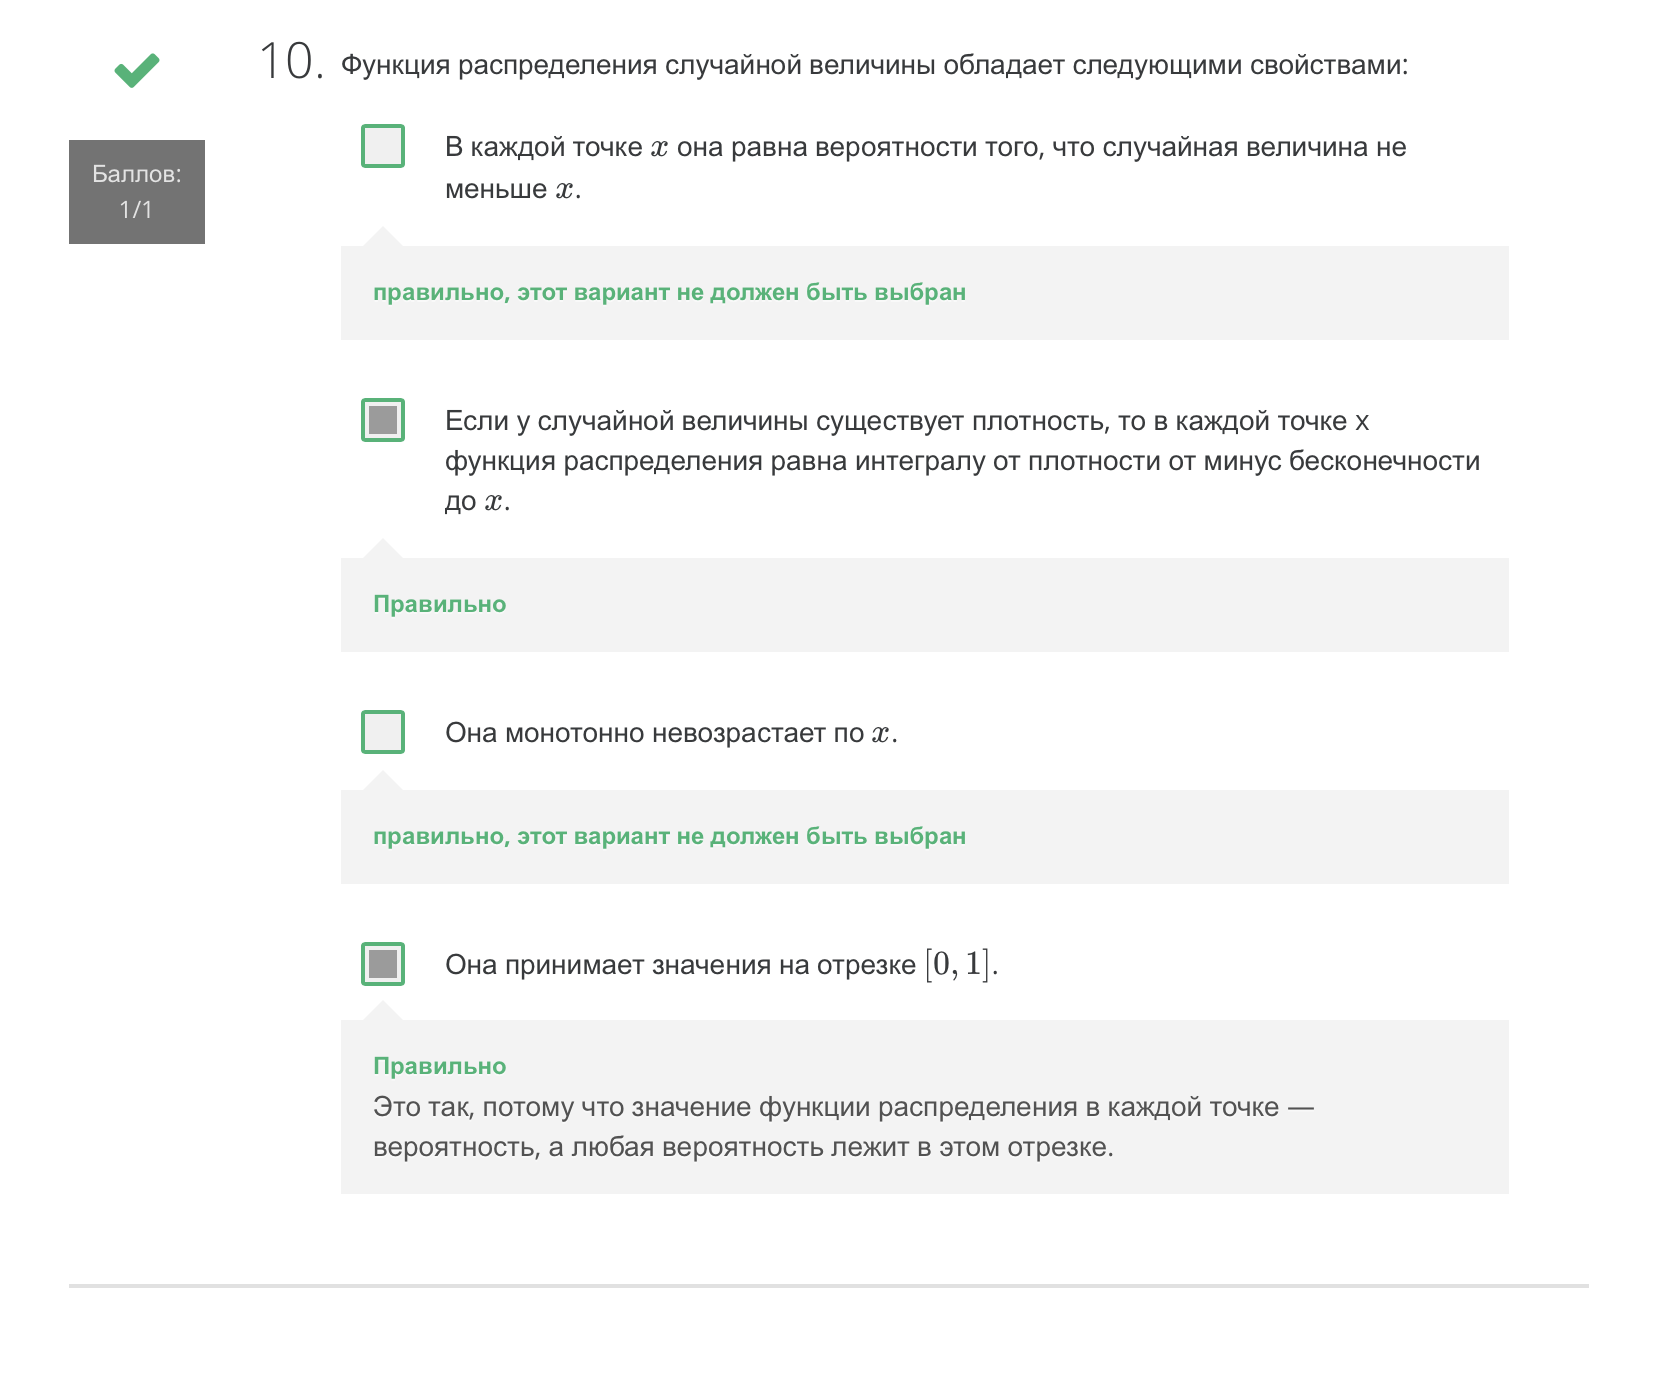 10. Функция распределения случайной величины обладает следующими свойствами:
Баллов:
1/1
В каждой точке x она равна вероятности того, что случайная величина не
меньше x.
правильно, этот вариант не должен быть выбран
Если у случайной величины существует плотность, то в каждой точке x
функция распределения равна интегралу от плотности от минус бесконечности
до x.
Правильно
Она монотонно невозрастает по x.
правильно, этот вариант не должен быть выбран
Она принимает значения на отрезке [0, 1].
Правильно
Это так, потому что значение функции распределения в каждой точке —
вероятность, а любая вероятность лежит в этом отрезке.